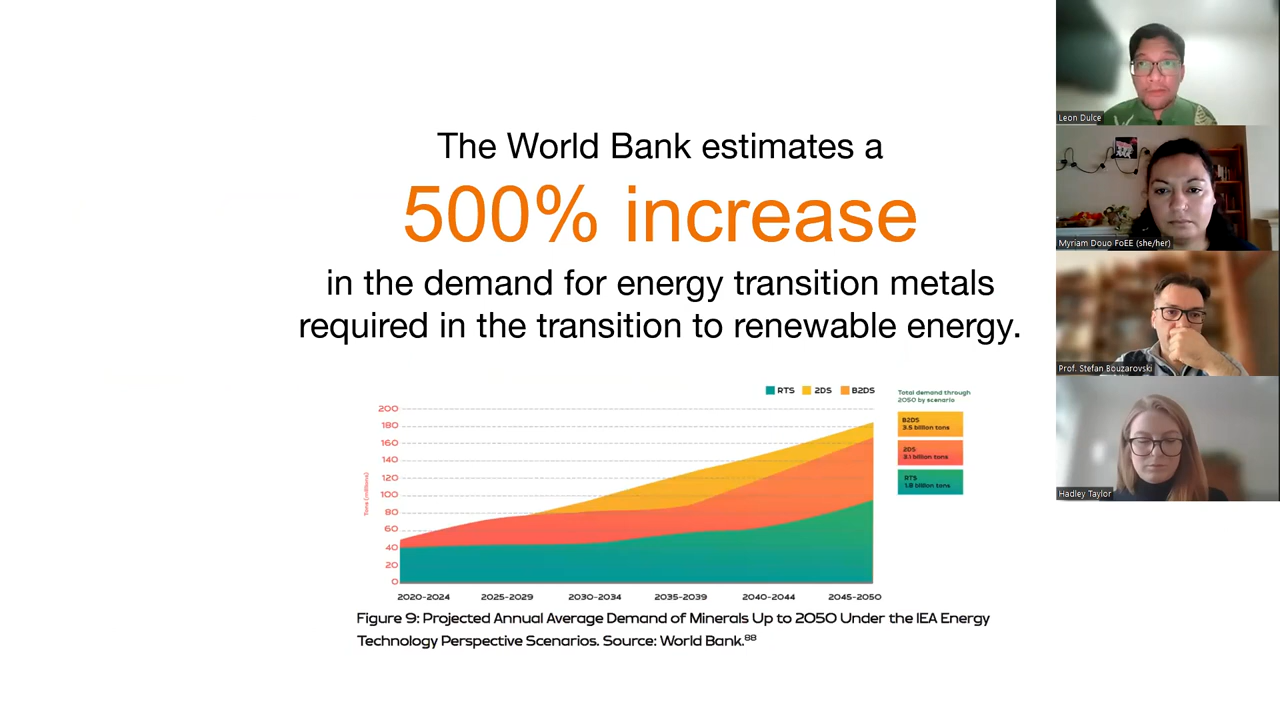 The World Bank estimates a
500% increase
in the demand for energy transition metals
required in the transition to renewable energy.
RTS 2DS B2DS
Total demand through
2050 by scenario
B2DS
3.5 billion tons
2DS
3.1 billion tons
RTS
1.8 billion tons
Tons (millions)
200
180
160
140
120
100
80
60
40
20
0
2020-2024 2025-2029 2030-2034 2035-2039 2040-2044 2045-2050
Figure 9: Projected Annual Average Demand of Minerals Up to 2050 Under the IEA Energy
Technology Perspective Scenarios. Source: World Bank.88
Leon Dulce
Myriam Douo FoEE (she/her)
Prof. Stefan Bouzarovski
Hadley Taylor